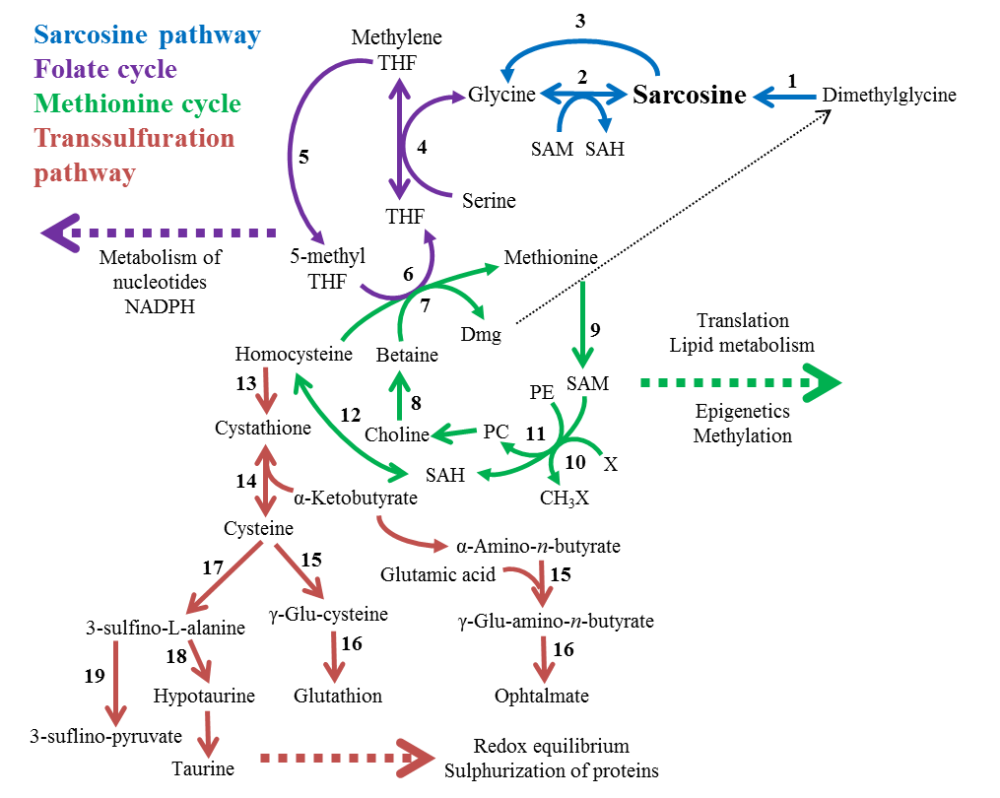 Sarcosine pathway
Folate cycle
Methionine cycle
Transsulfuration
pathway
Methylene
THF
3
Glycine
2
Sarcosine
1
Dimethylglycine
SAM SAH
5
4
Serine
THF
Metabolism of
nucleotides
NADPH
5-methyl
THF
6
7
Methionine
Dmg
9
Translation
Lipid metabolism
Homocysteine
Betaine
SAM
Epigenetics
Methylation
13
12
8
PE
Cystathione
Choline
PC
11
10
X
SAH
CH₃X
14
α-Ketobutyrate
Cysteine
α-Amino-n-butyrate
17
15
Glutamic acid
15
3-sulfino-L-alanine
γ-Glu-cysteine
γ-Glu-amino-n-butyrate
19
18
16
16
Hypotaurine
Glutathion
Ophtalmate
3-suflino-pyruvate
Taurine
Redox equilibrium
Sulphurization of proteins